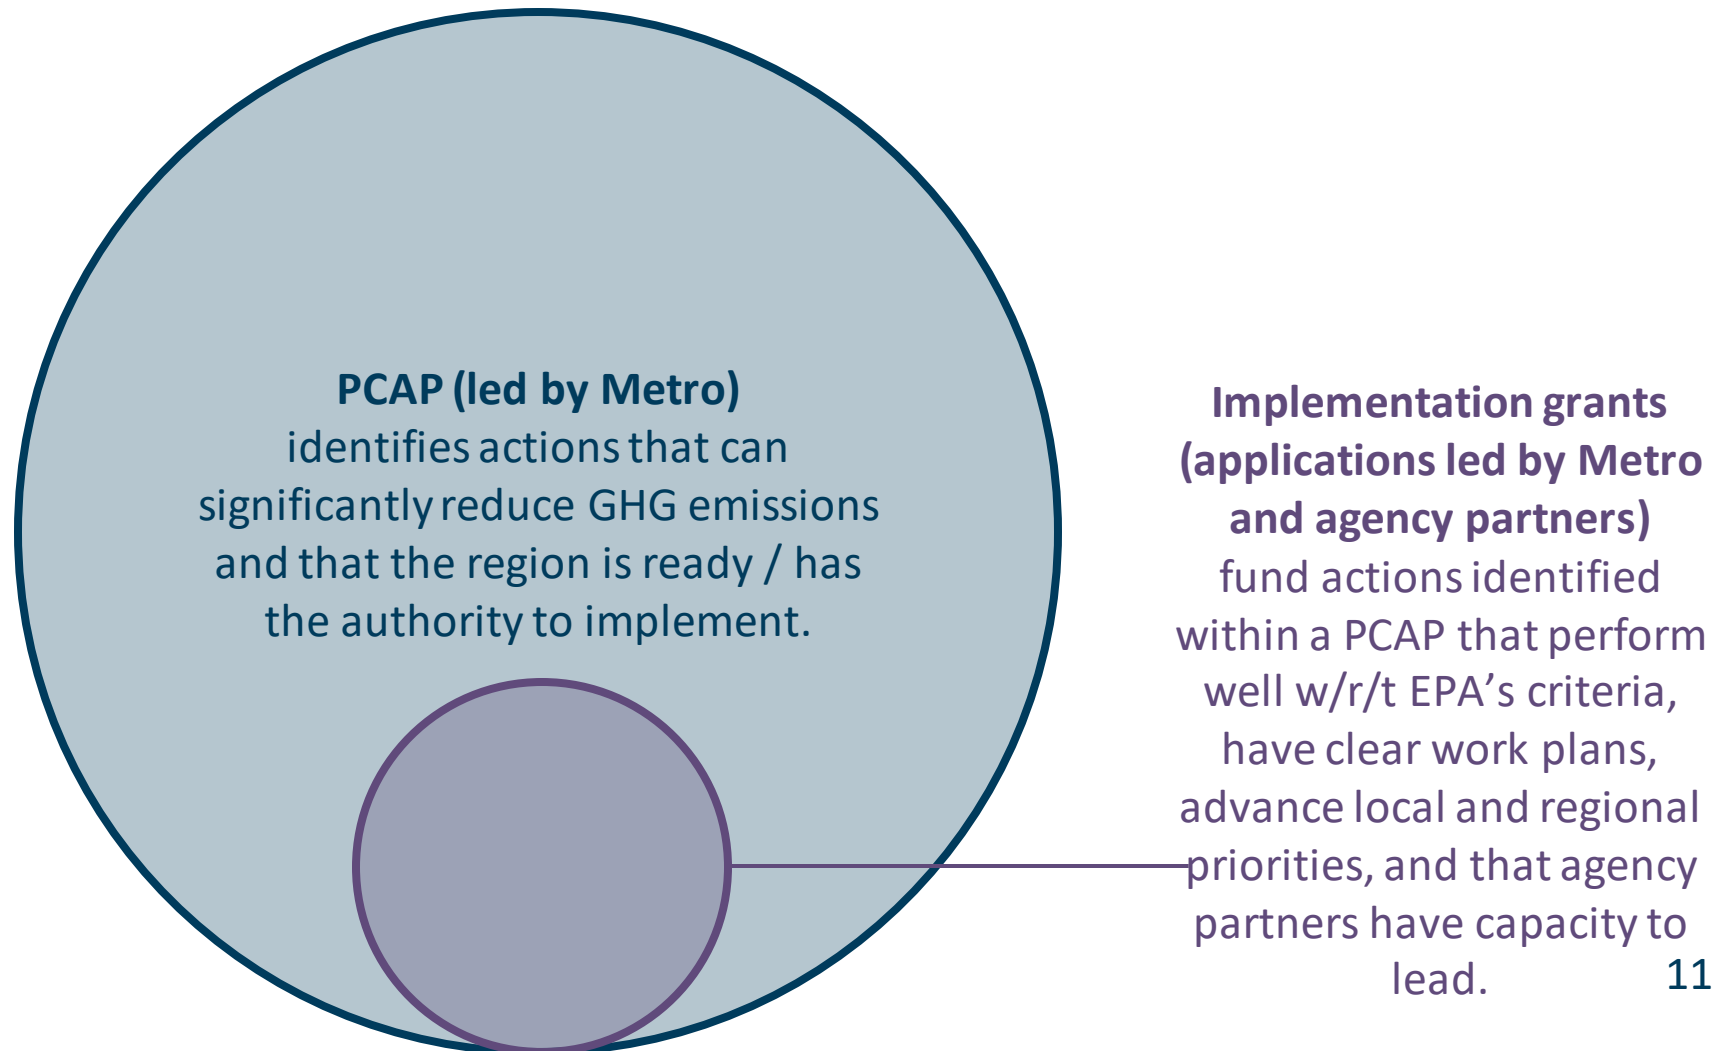 PCAP (led by Metro)
identifies actions that can
significantly reduce GHG emissions
and that the region is ready / has
the authority to implement.
Implementation grants
(applications led by Metro
and agency partners)
fund actions identified
within a PCAP that perform
well w/r/t EPA’s criteria,
have clear work plans,
advance local and regional
priorities, and that agency
partners have capacity to
lead.
11